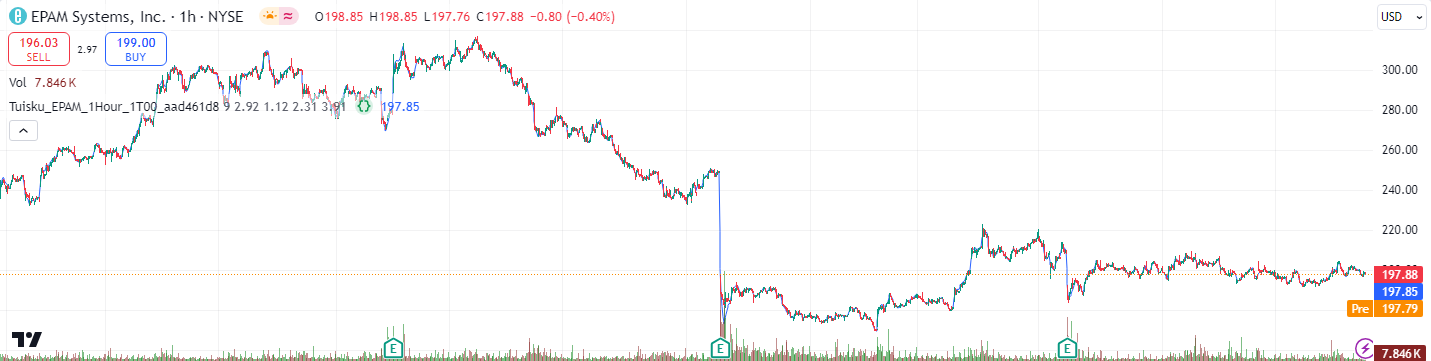 EPAM Systems, Inc. · 1h · NYSE O198.85 H198.85 L197.76 C197.88 −0.80 (−0.40%)
USD
196.03 2.97 199.00
SELL BUY
Vol 7.846 K
Tuisku_EPAM_1Hour_1T00_aad461d8 9 2.92 1.12 2.31 3.91 {} 197.85
300.00
280.00
260.00
240.00
220.00
197.88
197.85
Pre 197.79
7.846 K
E E E